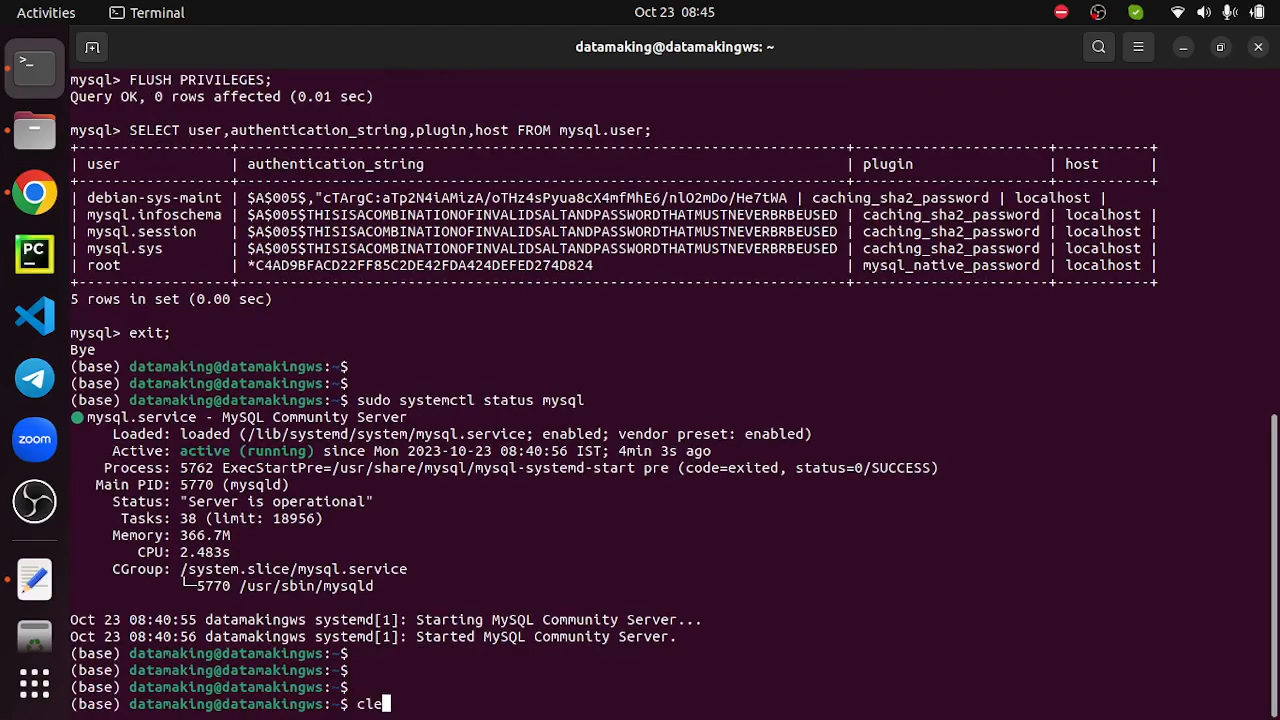 Activities Terminal Oct 23 08:45
datamaking@datamakingws: ~
mysql> FLUSH PRIVILEGES;
Query OK, 0 rows affected (0.01 sec)
mysql> SELECT user,authentication_string,plugin,host FROM mysql.user;
+------------------+------------------------------------------------------------------------+-----------------------+-----------+
| user             | authentication_string                                                  | plugin                | host      |
+------------------+------------------------------------------------------------------------+-----------------------+-----------+
| debian-sys-maint | $A$005$,"cTArgC:aTp2N4iAMizA/oTHz4sPyua8cX4mfMhE6/nlO2mDo/He7tWA | caching_sha2_password | localhost |
| mysql.infoschema | $A$005$THISISACOMBINATIONOFINVALIDSALTANDPASSWORDTHATMUSTNEVERBRBEUSED | caching_sha2_password | localhost |
| mysql.session    | $A$005$THISISACOMBINATIONOFINVALIDSALTANDPASSWORDTHATMUSTNEVERBRBEUSED | caching_sha2_password | localhost |
| mysql.sys        | $A$005$THISISACOMBINATIONOFINVALIDSALTANDPASSWORDTHATMUSTNEVERBRBEUSED | caching_sha2_password | localhost |
| root             | *C4AD9BFACD22FF85C2DE42FDA424DEFED274D824                              | mysql_native_password | localhost |
+------------------+------------------------------------------------------------------------+-----------------------+-----------+
5 rows in set (0.00 sec)
mysql> exit;
Bye
(base) datamaking@datamakingws:~$
(base) datamaking@datamakingws:~$
(base) datamaking@datamakingws:~$ sudo systemctl status mysql
● mysql.service - MySQL Community Server
Loaded: loaded (/lib/systemd/system/mysql.service; enabled; vendor preset: enabled)
Active: active (running) since Mon 2023-10-23 08:40:56 IST; 4min 3s ago
Process: 5762 ExecStartPre=/usr/share/mysql/mysql-systemd-start pre (code=exited, status=0/SUCCESS)
Main PID: 5770 (mysqld)
Status: "Server is operational"
Tasks: 38 (limit: 18956)
Memory: 366.7M
CPU: 2.483s
CGroup: /system.slice/mysql.service
└─5770 /usr/sbin/mysqld
Oct 23 08:40:55 datamakingws systemd[1]: Starting MySQL Community Server...
Oct 23 08:40:56 datamakingws systemd[1]: Started MySQL Community Server.
(base) datamaking@datamakingws:~$
(base) datamaking@datamakingws:~$
(base) datamaking@datamakingws:~$
(base) datamaking@datamakingws:~$ cle
PC
zoom